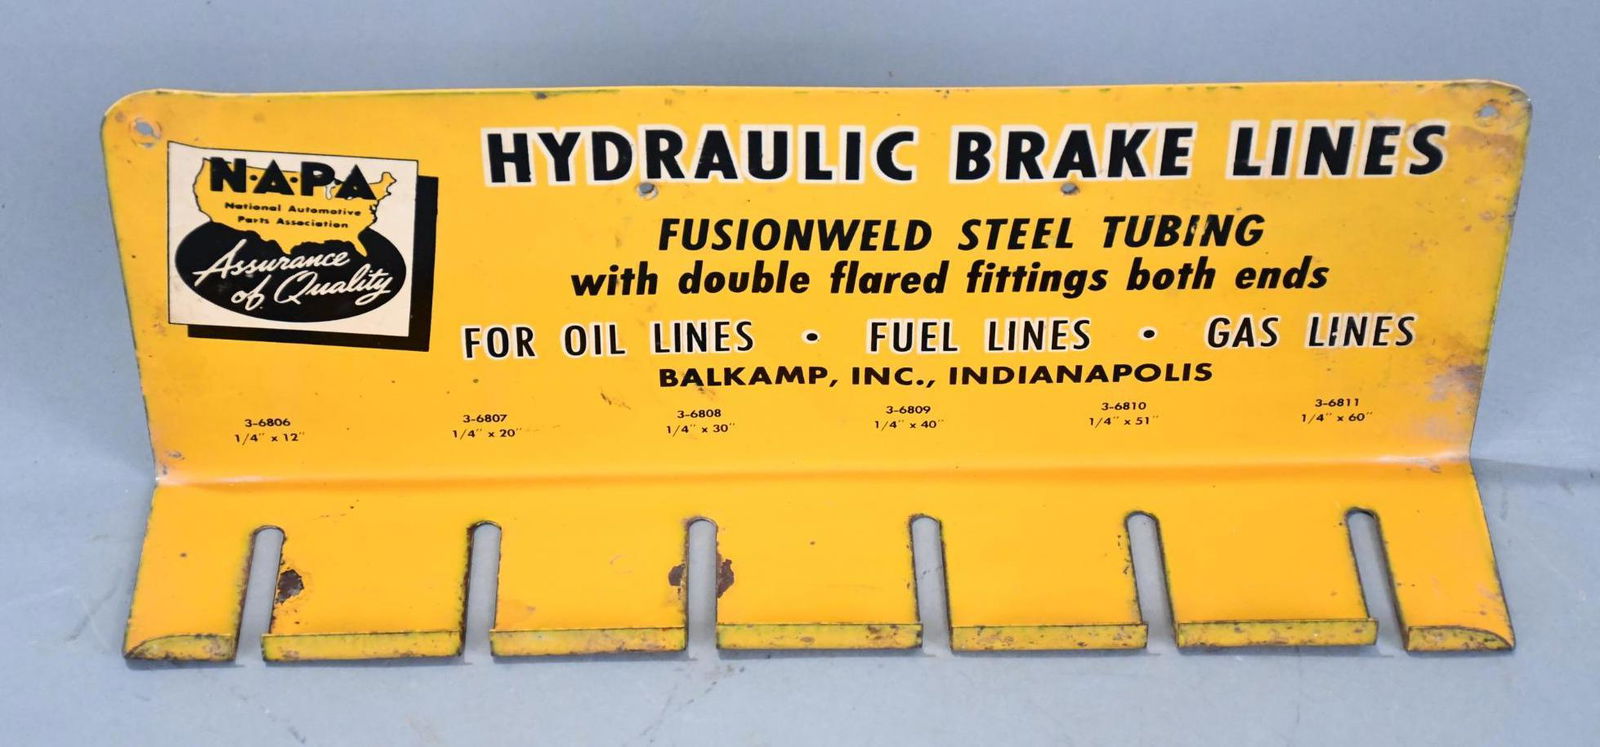 N·A·P·A
National Automotive
Parts Association
Assurance
of Quality
HYDRAULIC BRAKE LINES
FUSIONWELD STEEL TUBING
with double flared fittings both ends
FOR OIL LINES • FUEL LINES • GAS LINES
BALKAMP, INC., INDIANAPOLIS
3-6806 3-6807 3-6808 3-6809 3-6810 3-6811
1/4" x 12" 1/4" x 20" 1/4" x 30" 1/4" x 40" 1/4" x 51" 1/4" x 60"